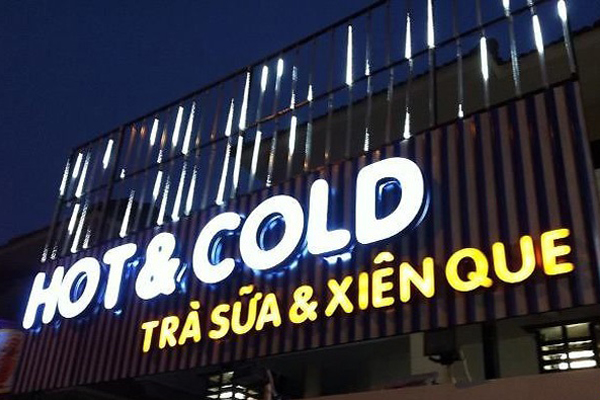 HOT & COLD
TRÀ SỮA & XIÊN QUE